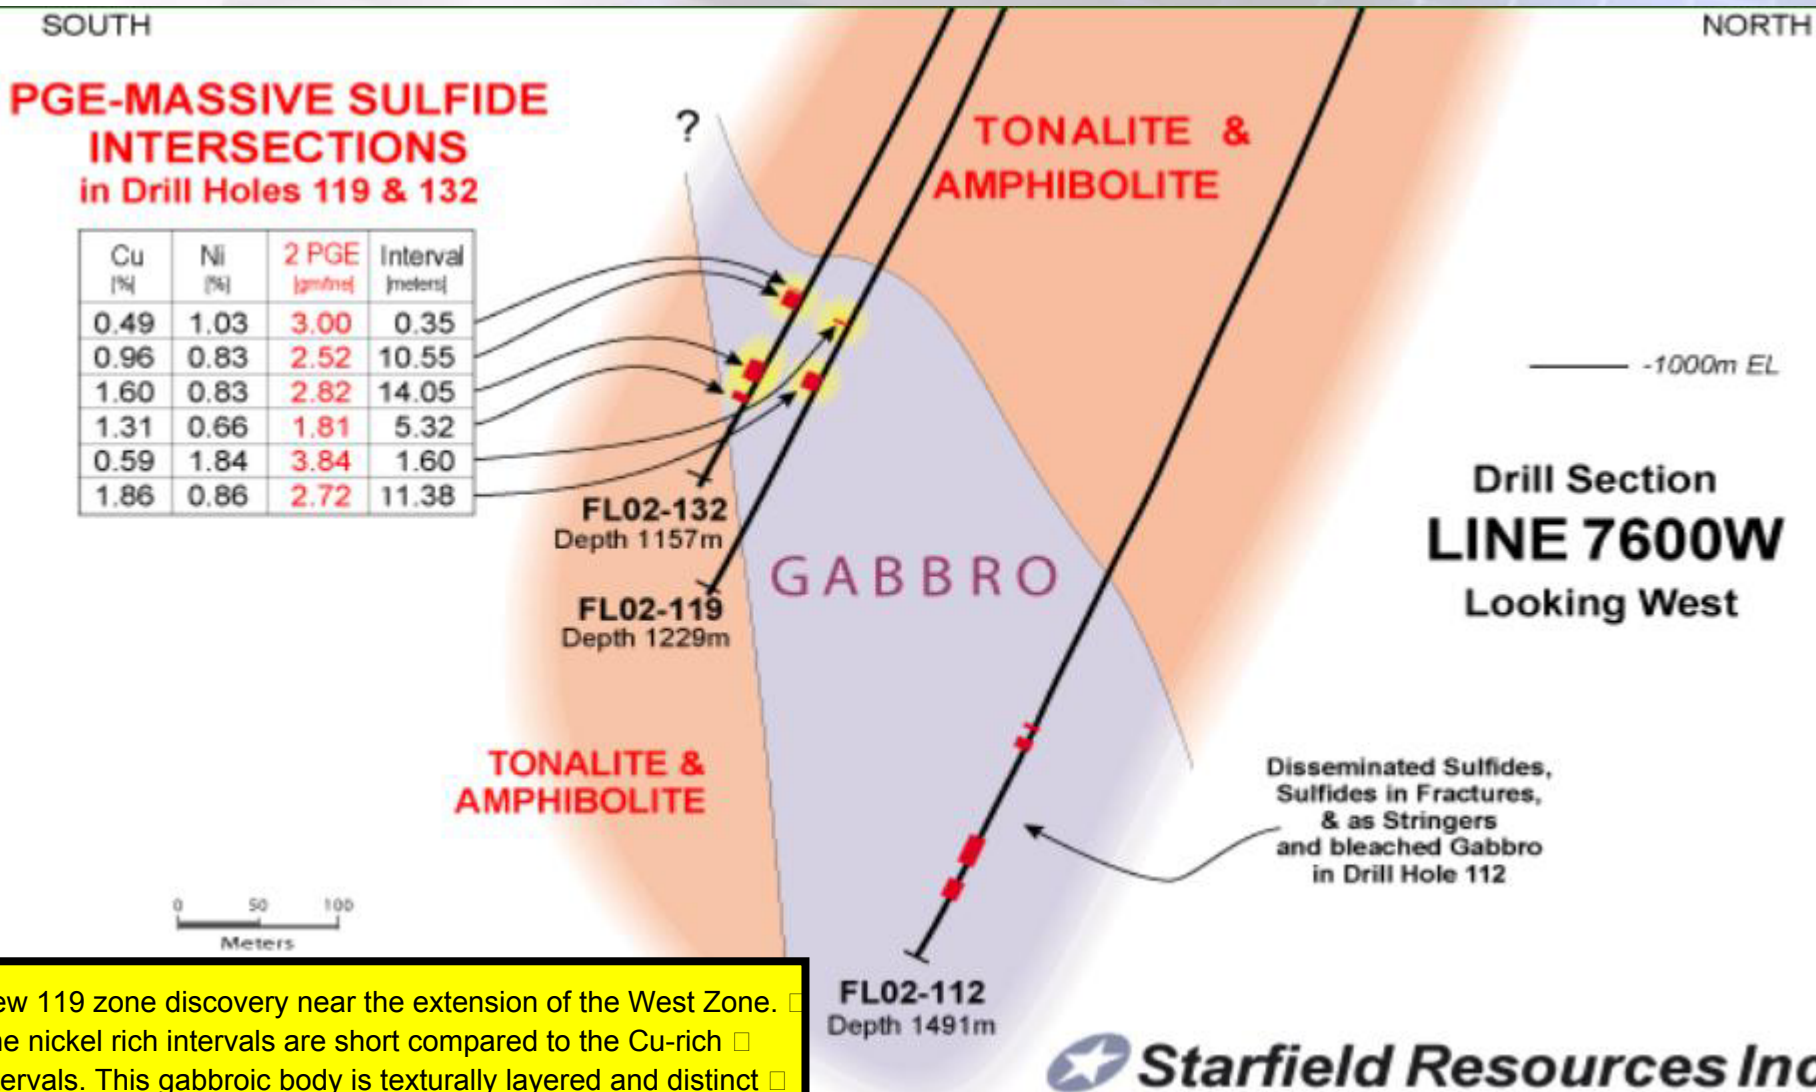 SOUTH
NORTH
PGE-MASSIVE SULFIDE
INTERSECTIONS
in Drill Holes 119 & 132
Cu Ni 2 PGE Interval
[%] [%] [meters]
0.49 1.03 3.00 0.35
0.96 0.83 2.52 10.55
1.60 0.83 2.82 14.05
1.31 0.66 1.81 5.32
0.59 1.84 3.84 1.60
1.86 0.86 2.72 11.38
?
TONALITE &
AMPHIBOLITE
-1000m EL
Drill Section
LINE 7600W
Looking West
FL02-132
Depth 1157m
FL02-119
Depth 1229m
GABBRO
TONALITE &
AMPHIBOLITE
Disseminated Sulfides,
Sulfides in Fractures,
& as Stringers
and bleached Gabbro
in Drill Hole 112
0 50 100
Meters
FL02-112
Depth 1491m
119 zone discovery near the extension of the West Zone.
nickel rich intervals are short compared to the Cu-rich
This gabbroic body is texturally layered and distinct
Starfield Resources Inc